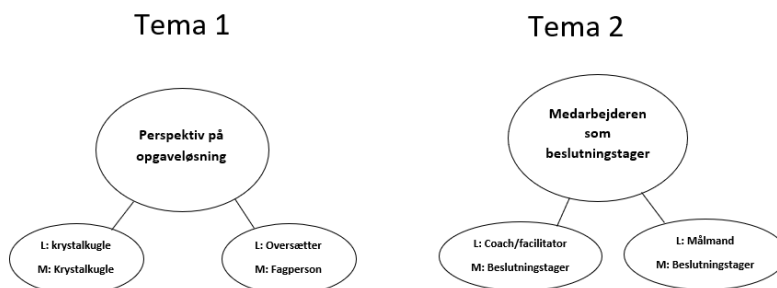 Tema 1
Perspektiv på
opgaveløsning
L: krystalkugle
M: Krystalkugle
L: Oversætter
M: Fagperson
Tema 2
Medarbejderen
som
beslutningstager
L: Coach/facilitator
M: Beslutningstager
L: Målmand
M: Beslutningstager